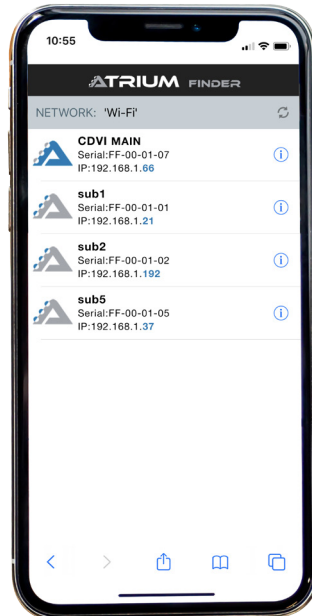 10:55
ATRIUM FINDER
NETWORK: 'Wi-Fi'
CDVI MAIN
Serial:FF-00-01-07
IP:192.168.1.66
sub1
Serial:FF-00-01-01
IP:192.168.1.21
sub2
Serial:FF-00-01-02
IP:192.168.1.192
sub5
Serial:FF-00-01-05
IP:192.168.1.37